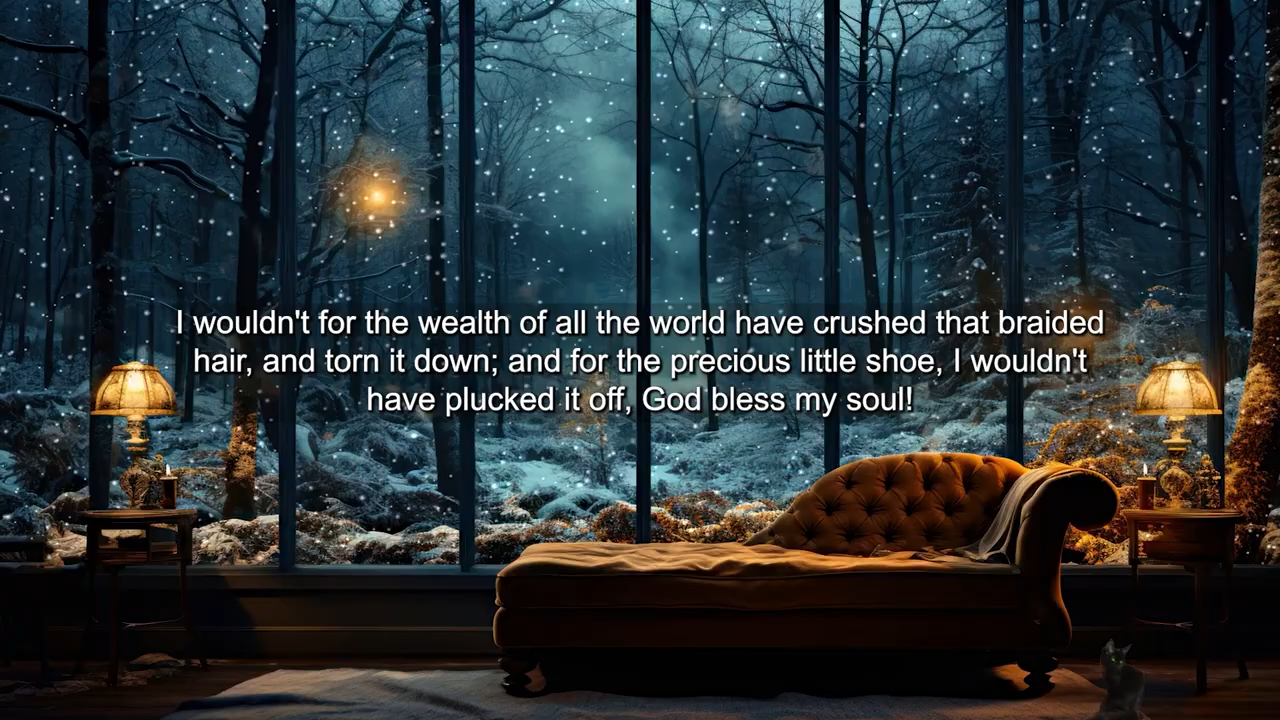 I wouldn't for the wealth of all the world have crushed that braided
hair, and torn it down; and for the precious little shoe, I wouldn't
have plucked it off, God bless my soul!